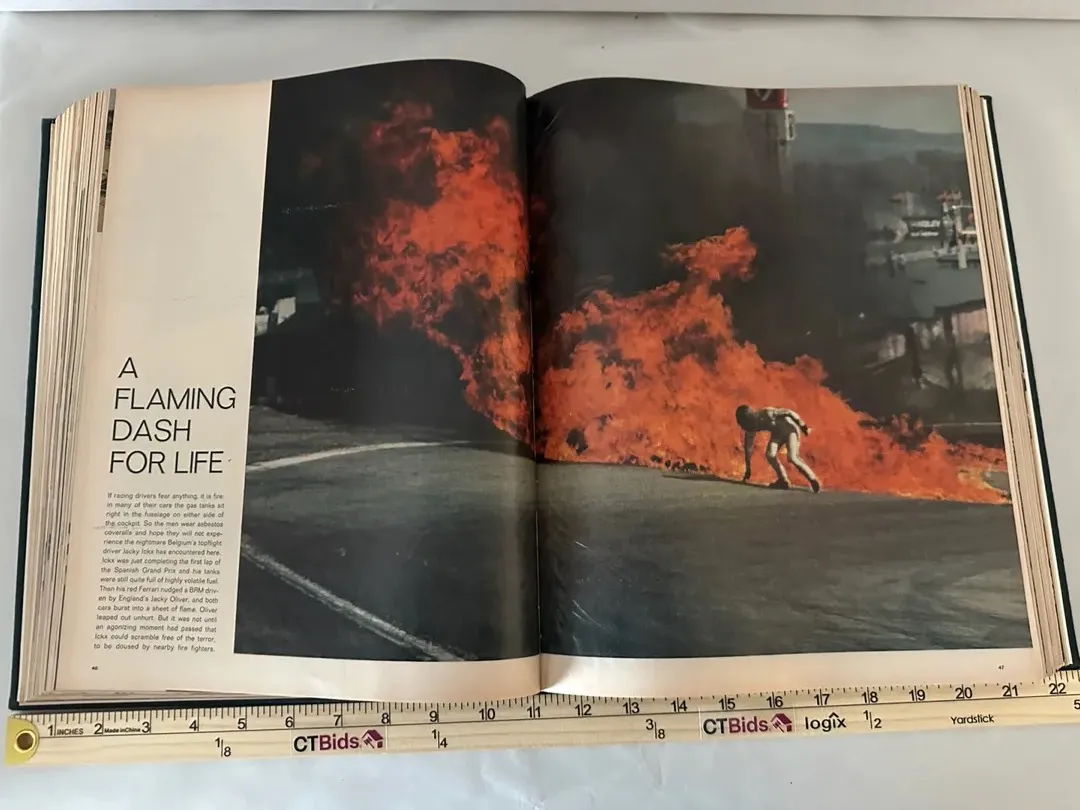 A
FLAMING
DASH
FOR LIFE
If racing drivers fear anything, it is fire:
in many of their cars the gas tanks sit
right in the fuselage on either side of
the cockpit. So the men wear asbestos
coveralls and hope they will not expe-
rience the nightmare Belgium's topflight
driver Jacky Ickx has encountered here.
Ickx was just completing the first lap of
the Spanish Grand Prix and his tanks
were still quite full of highly volatile fuel.
Then his red Ferrari nudged a BRM driv-
en by England's Jacky Oliver, and both
cars burst into a sheet of flame. Oliver
leaped out unhurt. But it was not until
an agonizing moment had passed that
Ickx could scramble free of the terror,
to be doused by nearby fire fighters.
46
47
1 INCHES 2 Made in China 3 4 5 6 7 8 9 10 11 12 13 14 15 16 17 18 19 20 21 22
1/8 CTBids 1/4 3/8 CTBids logix 1/2 Yardstick 5